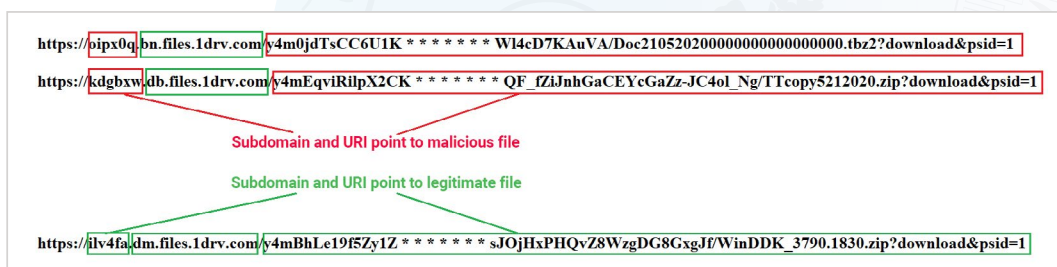 https://oipx0q.bn.files.1drv.com/y4m0jdTsCC6U1K * * * * * * * Wl4cD7KAuVA/Doc210520200000000000000000.tbz2?download&psid=1
https://kdgbxw.db.files.1drv.com/y4mEqviRilpX2CK * * * * * * * QF_fZiJnhGaCEYcGaZz-JC4ol_Ng/TTcopy5212020.zip?download&psid=1
Subdomain and URI point to malicious file
Subdomain and URI point to legitimate file
https://ilv4fa.dm.files.1drv.com/y4mBhLe19f5Zy1Z * * * * * * * sJOjHxPHQvZ8WzgDG8GxgJf/WinDDK_3790.1830.zip?download&psid=1